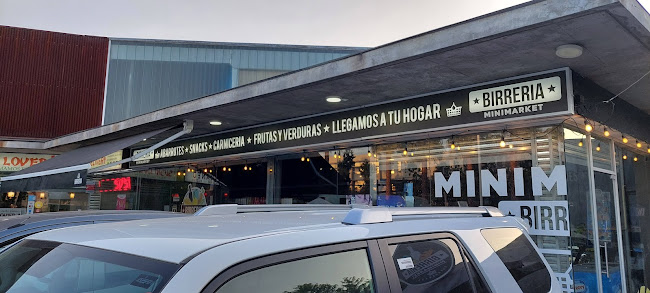 LOVE
ABARROTES ★ SNACKS ★ CARNICERIA ★ FRUTAS Y VERDURAS ★ LLEGAMOS A TU HOGAR
★ BIRRERIA ★
MINIMARKET
MINIM
★ BIRR